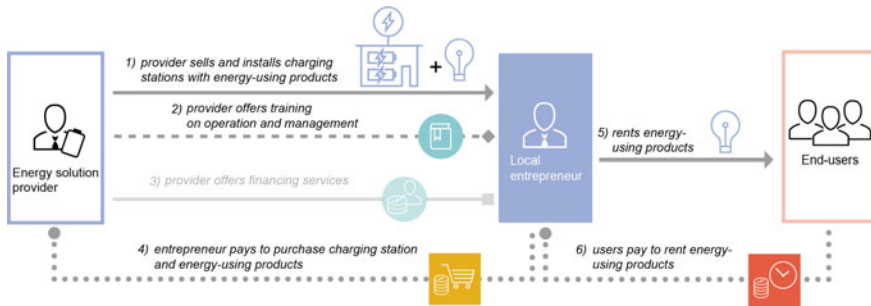 1) provider sells and installs charging
stations with energy-using products
2) provider offers training
on operation and management
3) provider offers financing services
Energy solution
provider
Local
entrepreneur
5) rents energy-
using products
End-users
4) entrepreneur pays to purchase charging station
and energy-using products
6) users pay to rent energy-
using products